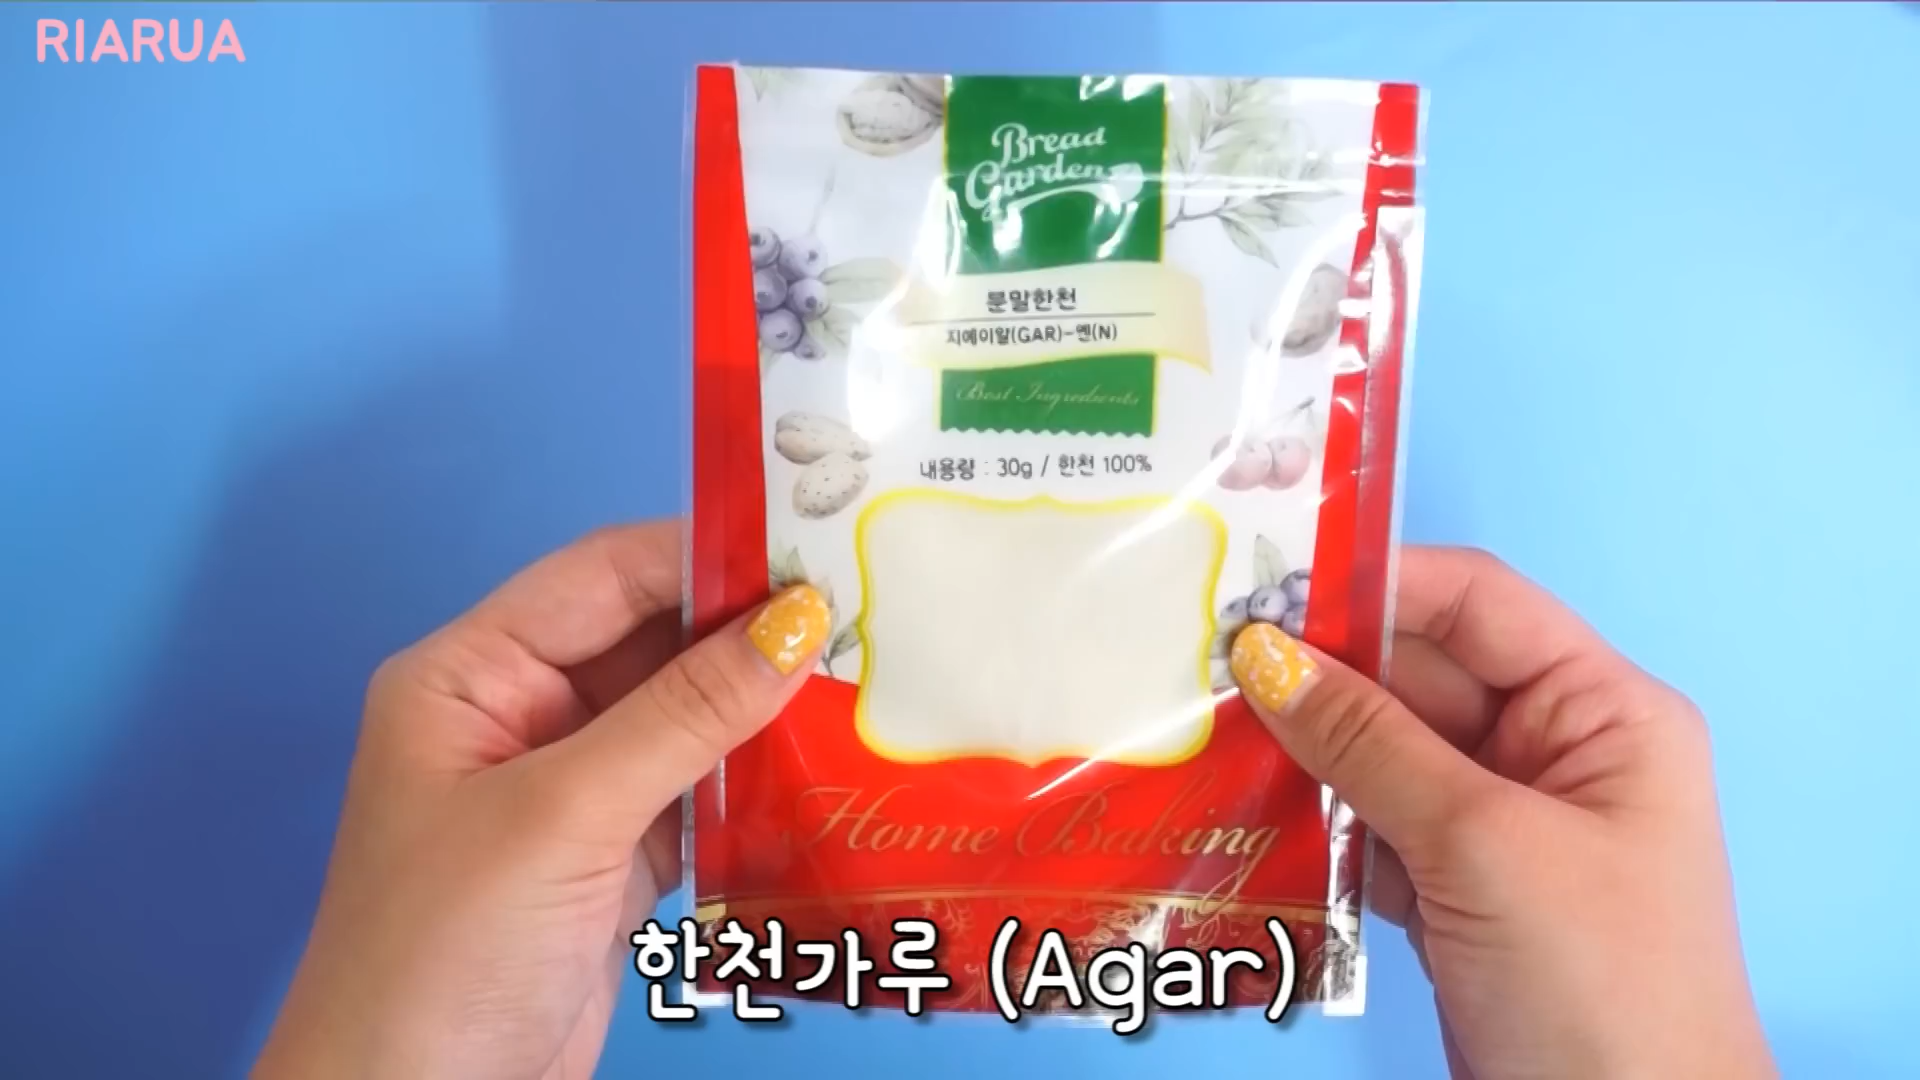 RIARUA
Bread
Garden
분말한천
지에이알(GAR)-엔(N)
Best Ingredients
내용량 : 30g / 한천 100%
Home Baking
한천가루 (Agar)